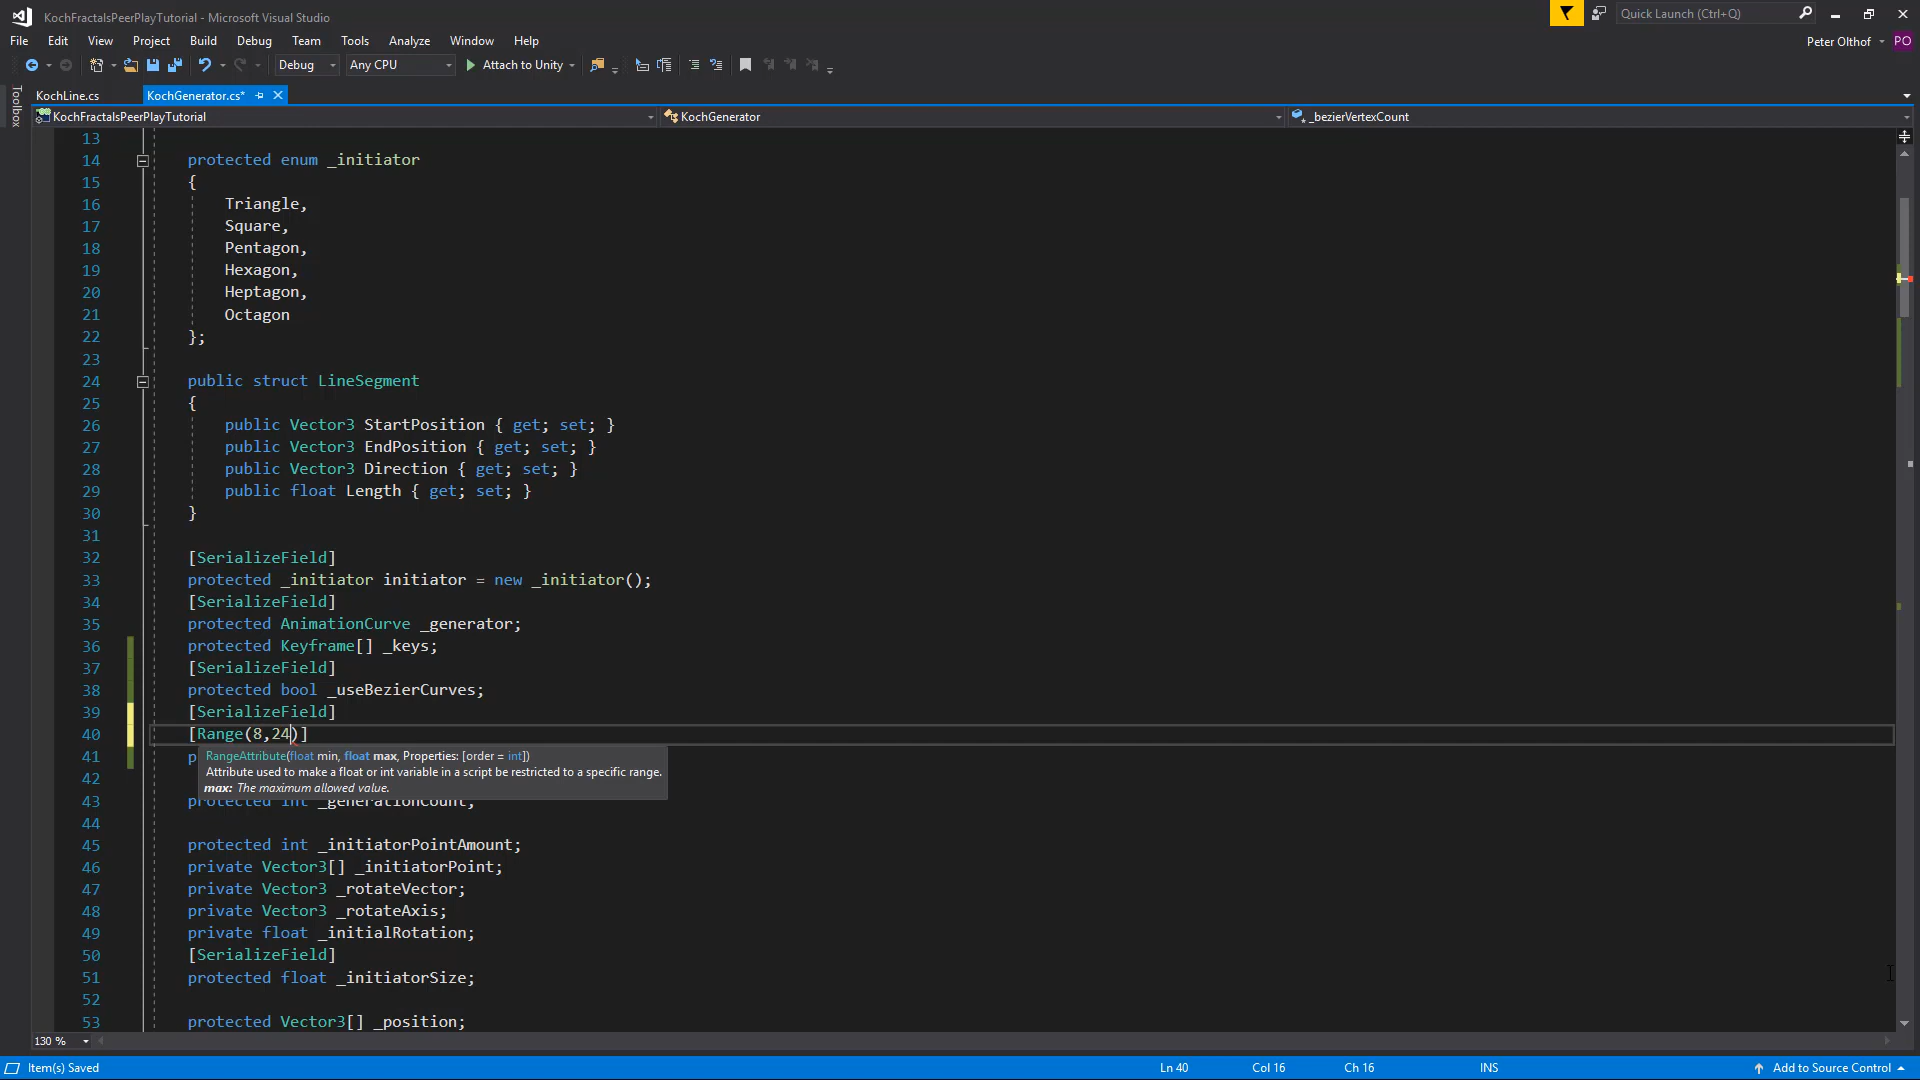 KochFractalsPeerPlayTutorial - Microsoft Visual Studio
Quick Launch (Ctrl+Q)
File Edit View Project Build Debug Team Tools Analyze Window Help
Peter Olthof PO
Debug Any CPU Attach to Unity
Toolbox
KochLine.cs KochGenerator.cs*
KochFractalsPeerPlayTutorial KochGenerator _bezierVertexCount
13
14 protected enum _initiator
15 {
16 Triangle,
17 Square,
18 Pentagon,
19 Hexagon,
20 Heptagon,
21 Octagon
22 };
23
24 public struct LineSegment
25 {
26 public Vector3 StartPosition { get; set; }
27 public Vector3 EndPosition { get; set; }
28 public Vector3 Direction { get; set; }
29 public float Length { get; set; }
30 }
31
32 [SerializeField]
33 protected _initiator initiator = new _initiator();
34 [SerializeField]
35 protected AnimationCurve _generator;
36 protected Keyframe[] _keys;
37 [SerializeField]
38 protected bool _useBezierCurves;
39 [SerializeField]
40 [Range(8,24)]
41 p
RangeAttribute(float min, float max, Properties: [order = int])
Attribute used to make a float or int variable in a script be restricted to a specific range.
max: The maximum allowed value.
42
43 protected int _generationCount;
44
45 protected int _initiatorPointAmount;
46 private Vector3[] _initiatorPoint;
47 private Vector3 _rotateVector;
48 private Vector3 _rotateAxis;
49 private float _initialRotation;
50 [SerializeField]
51 protected float _initiatorSize;
52
53 protected Vector3[] _position;
130 %
Item(s) Saved Ln 40 Col 16 Ch 16 INS Add to Source Control